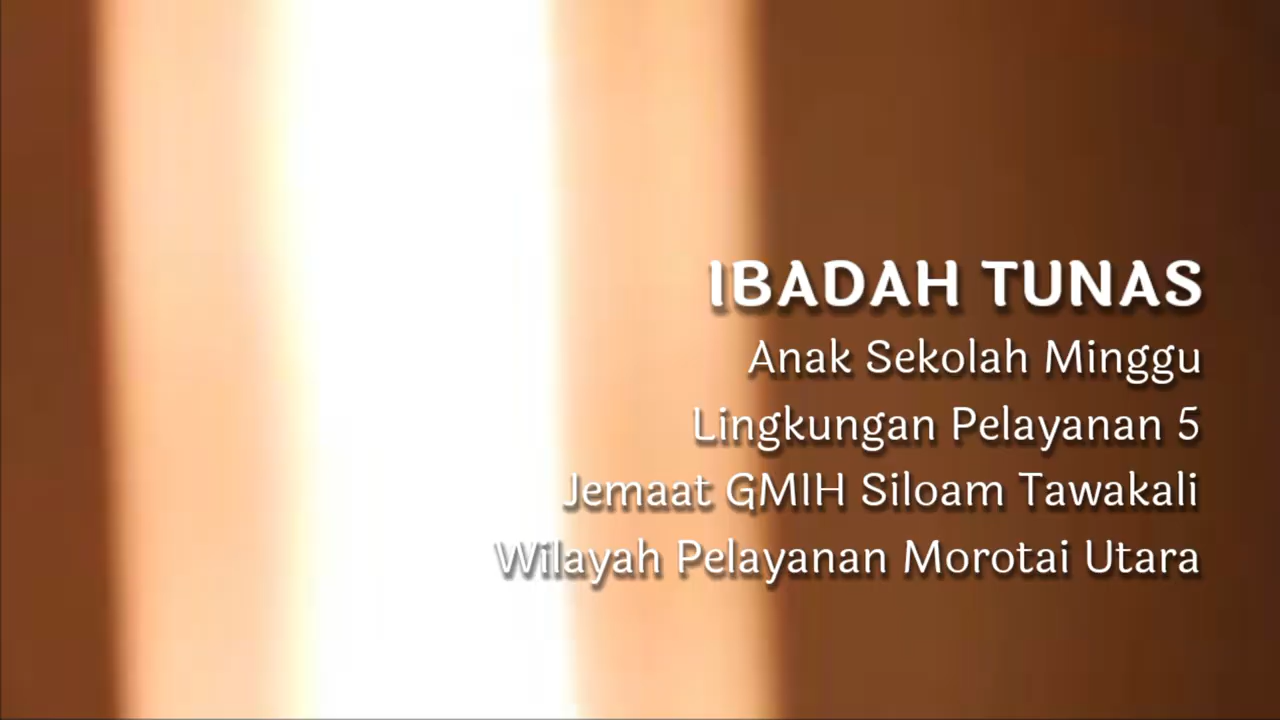 IBADAH TUNAS
Anak Sekolah Minggu
Lingkungan Pelayanan 5
Jemaat GMIH Siloam Tawakali
Wilayah Pelayanan Morotai Utara